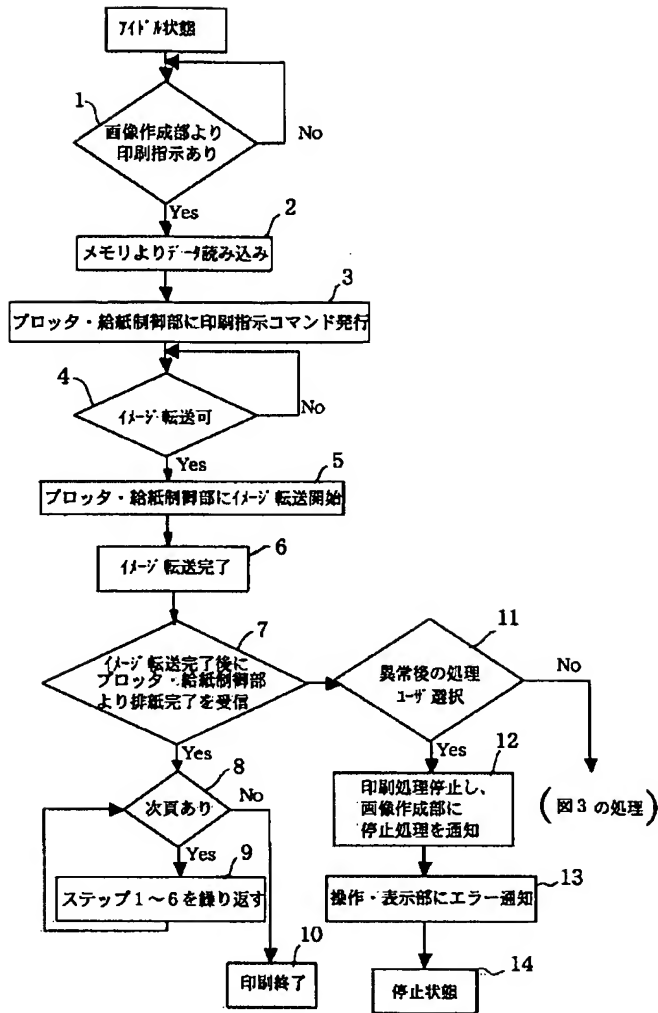 アイドル状態
1
画像作成部より
印刷指示あり
No
Yes
2
メモリよりデータ読み込み
3
プロッタ・給紙制御部に印刷指示コマンド発行
4
イメージ転送可
No
Yes
5
プロッタ・給紙制御部にイメージ転送開始
6
イメージ転送完了
7
イメージ転送完了後に
プロッタ・給紙制御部
より排紙完了を受信
Yes
8
次頁あり
No
Yes
9
ステップ1～6を繰り返す
10
印刷終了
11
異常後の処理
ユーザ選択
No
Yes
12
印刷処理停止し、
画像作成部に
停止処理を通知
(図3の処理)
13
操作・表示部にエラー通知
14
停止状態